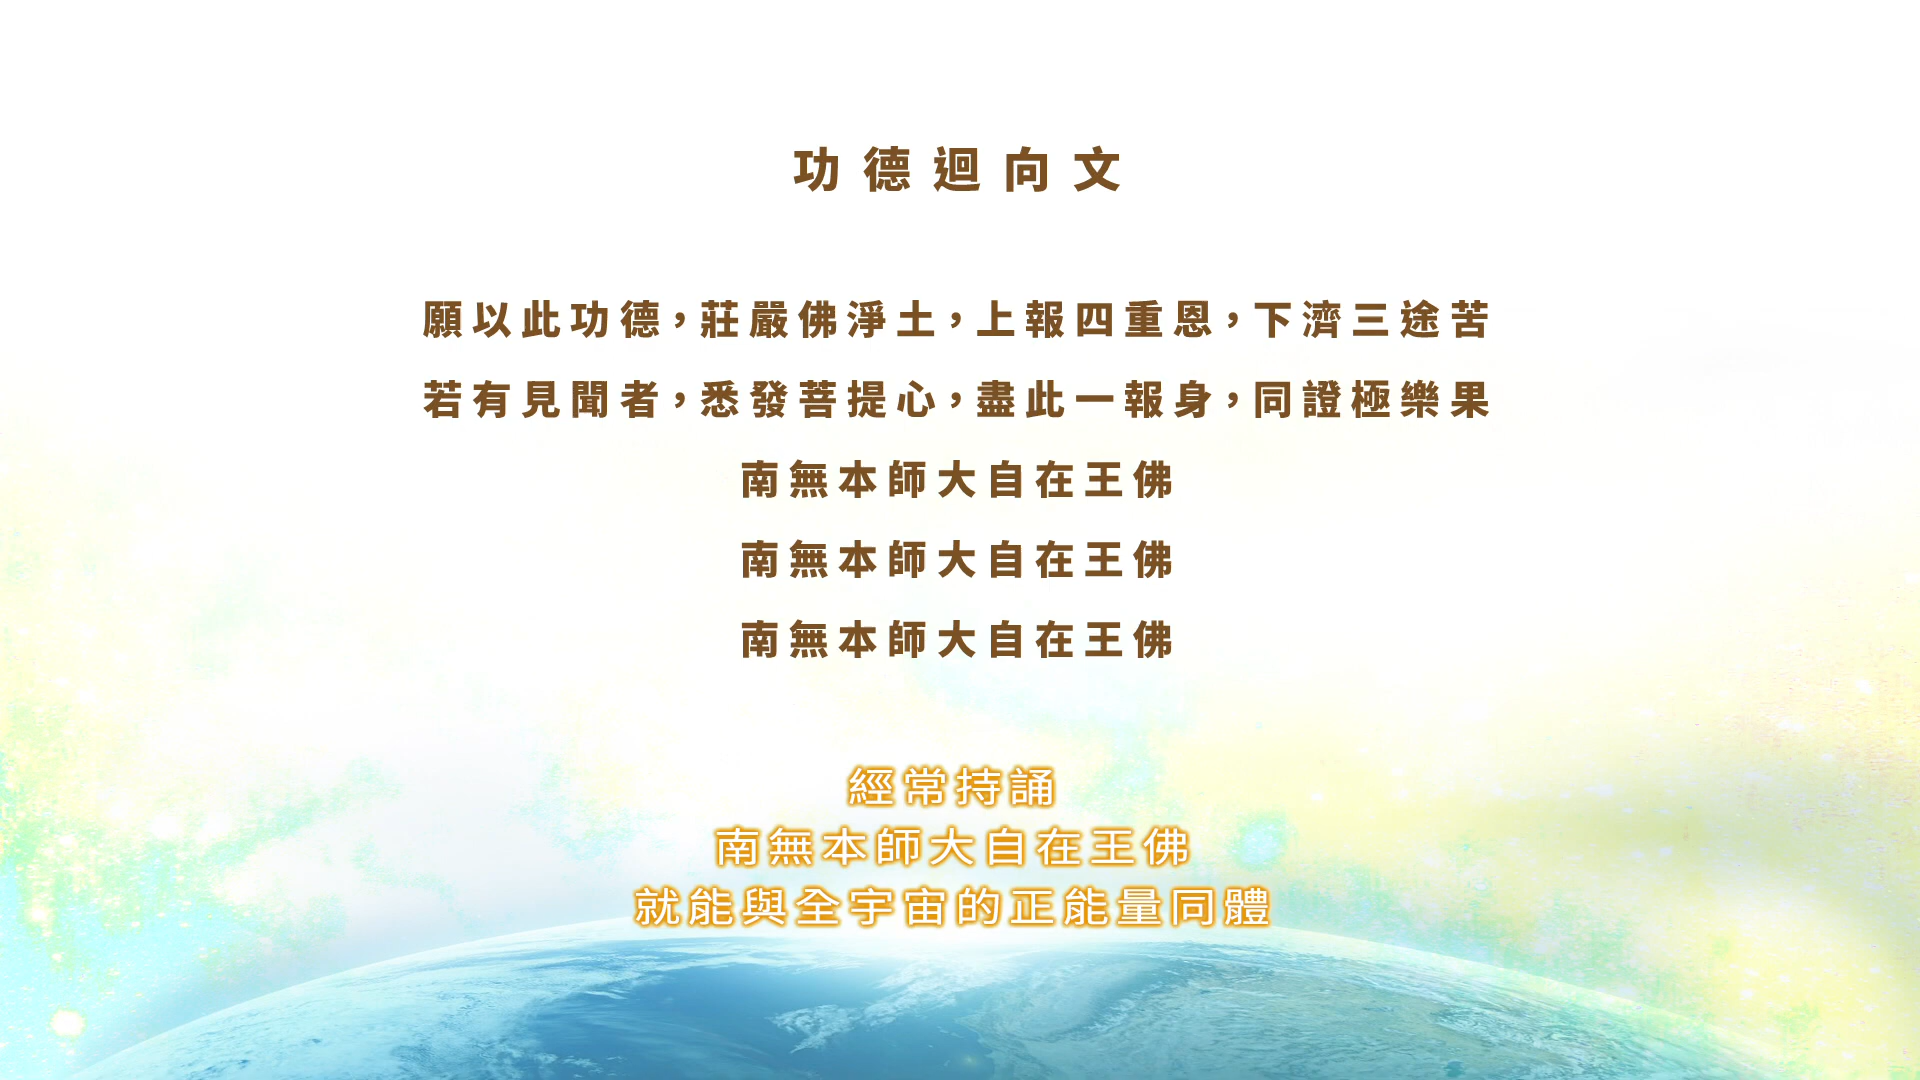 功德迴向文
願以此功德，莊嚴佛淨土，上報四重恩，下濟三途苦
若有見聞者，悉發菩提心，盡此一報身，同證極樂果
南無本師大自在王佛
南無本師大自在王佛
南無本師大自在王佛
經常持誦
南無本師大自在王佛
就能與全宇宙的正能量同體